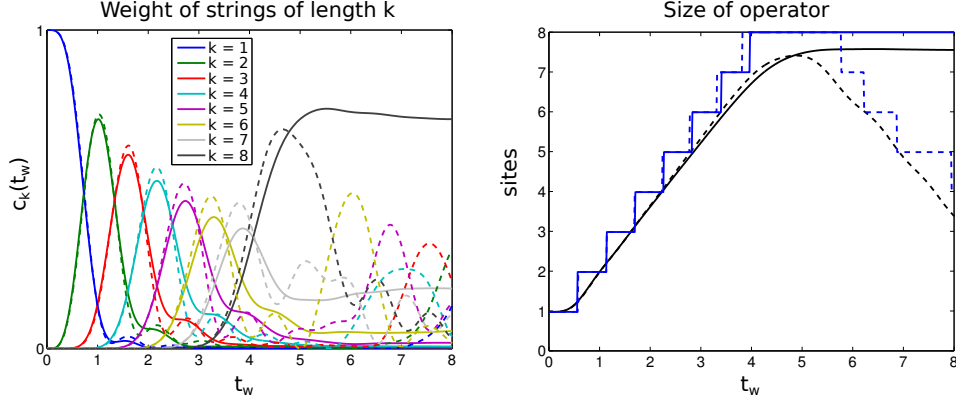 Weight of strings of length k
1
c_k(t_w)
0
k = 1
k = 2
k = 3
k = 4
k = 5
k = 6
k = 7
k = 8
0 1 2 3 4 5 6 7 8
t_w
Size of operator
8
7
6
5
4
3
2
1
0
sites
0 1 2 3 4 5 6 7 8
t_w